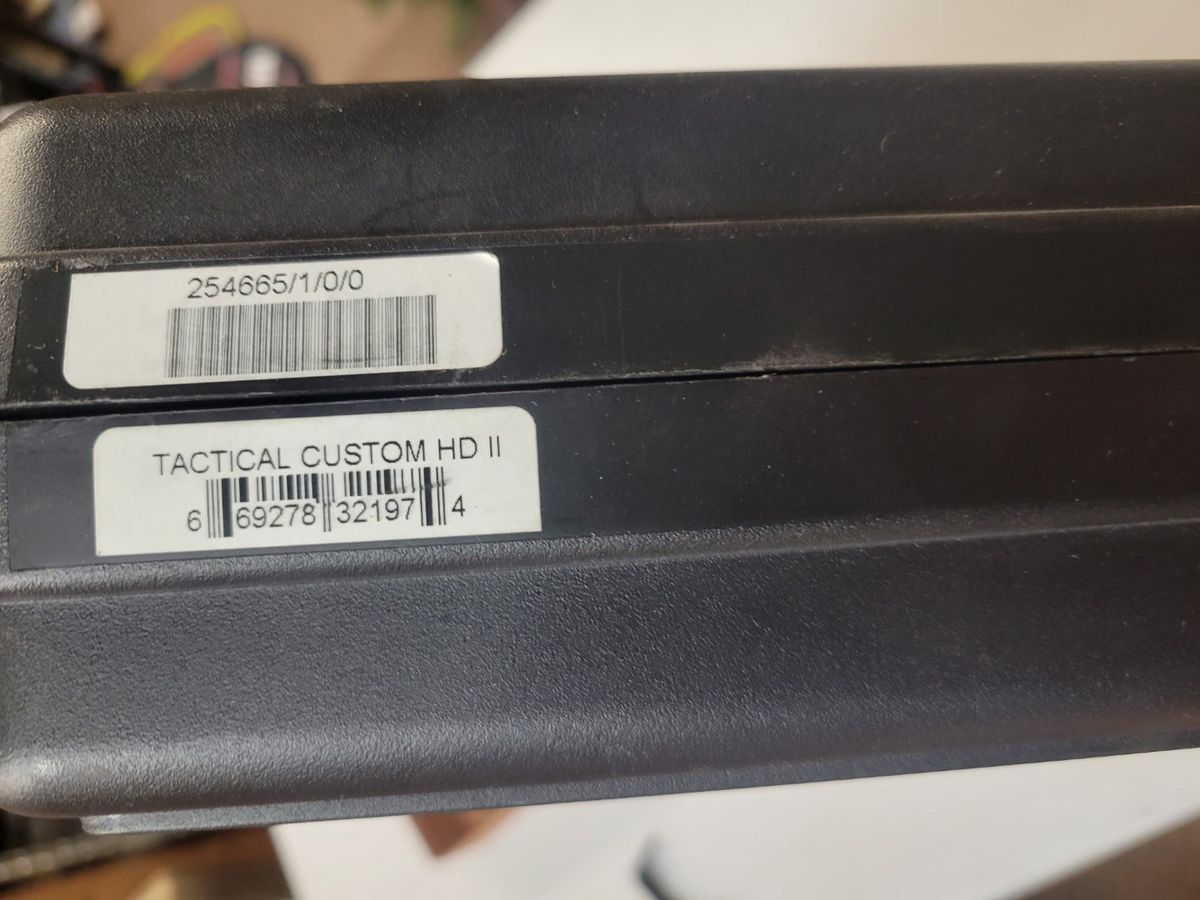 254665/1/0/0
TACTICAL CUSTOM HD II
6 69278 32197 4